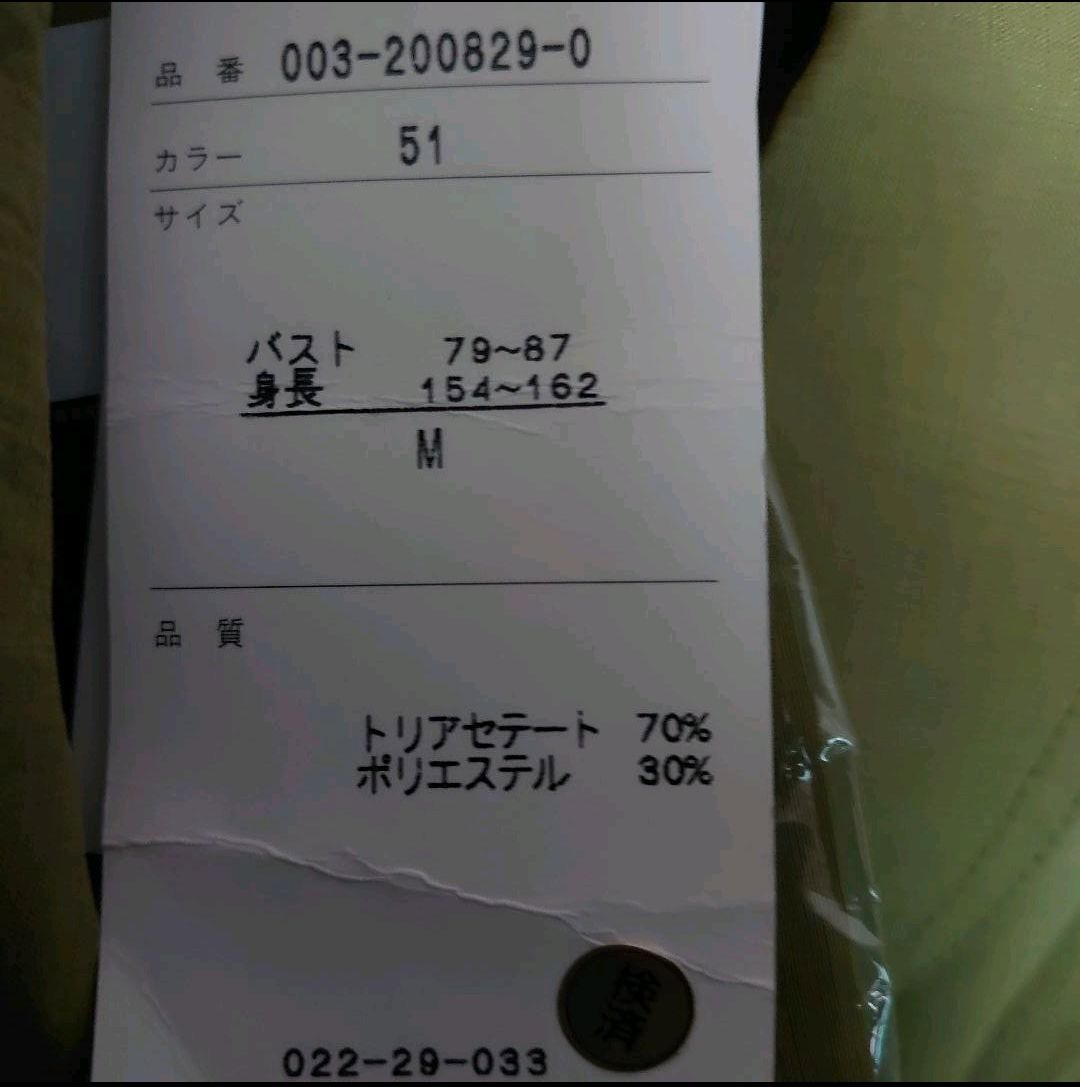 品番 003-200829-0
カラー 51
サイズ
バスト 79~87
身長 154~162
M
品質
トリアセテート 70%
ポリエステル 30%
検済
022-29-033